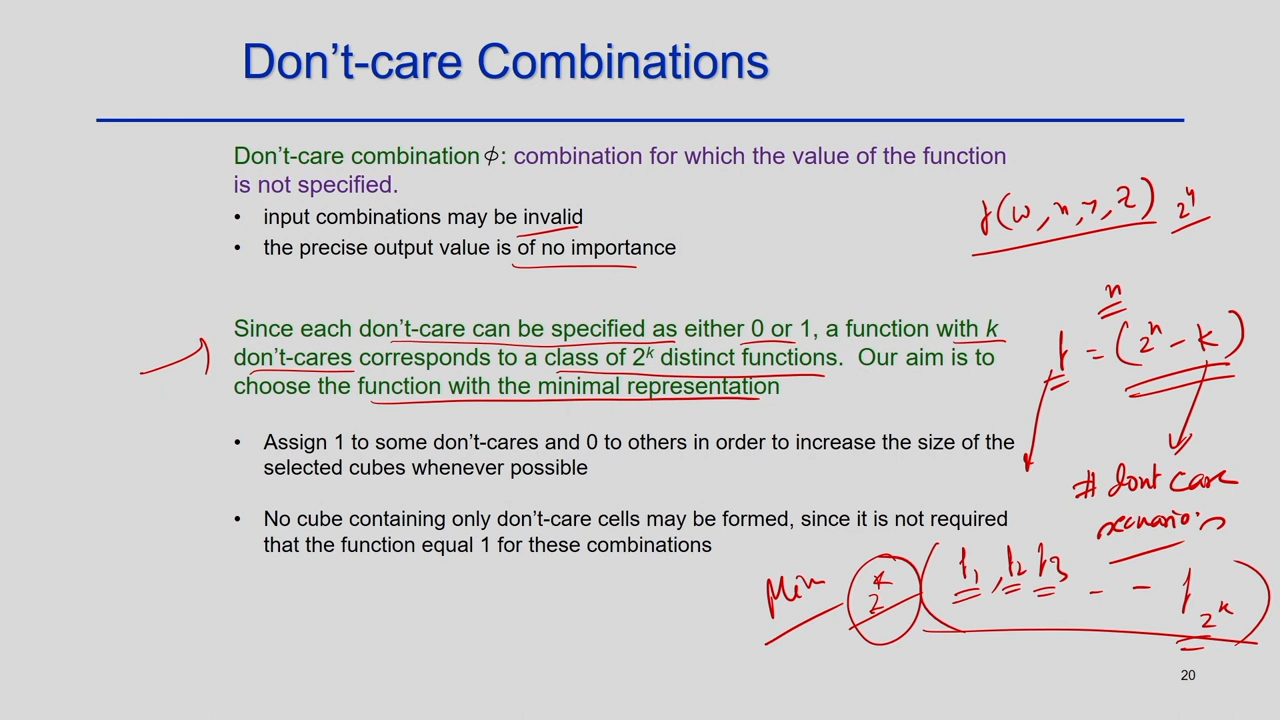 Don't-care Combinations
Don't-care combination ϕ: combination for which the value of the function
is not specified.
• input combinations may be invalid
• the precise output value is of no importance
f(w, x, y, z) 2^4
n
f = (2^n - k)
Since each don't-care can be specified as either 0 or 1, a function with k
don't-cares corresponds to a class of 2^k distinct functions. Our aim is to
choose the function with the minimal representation
• Assign 1 to some don't-cares and 0 to others in order to increase the size of the
selected cubes whenever possible
# dont care
scenarios
• No cube containing only don't-care cells may be formed, since it is not required
that the function equal 1 for these combinations
Min 2^k (f1, f2 f3 - - f2^k)
20